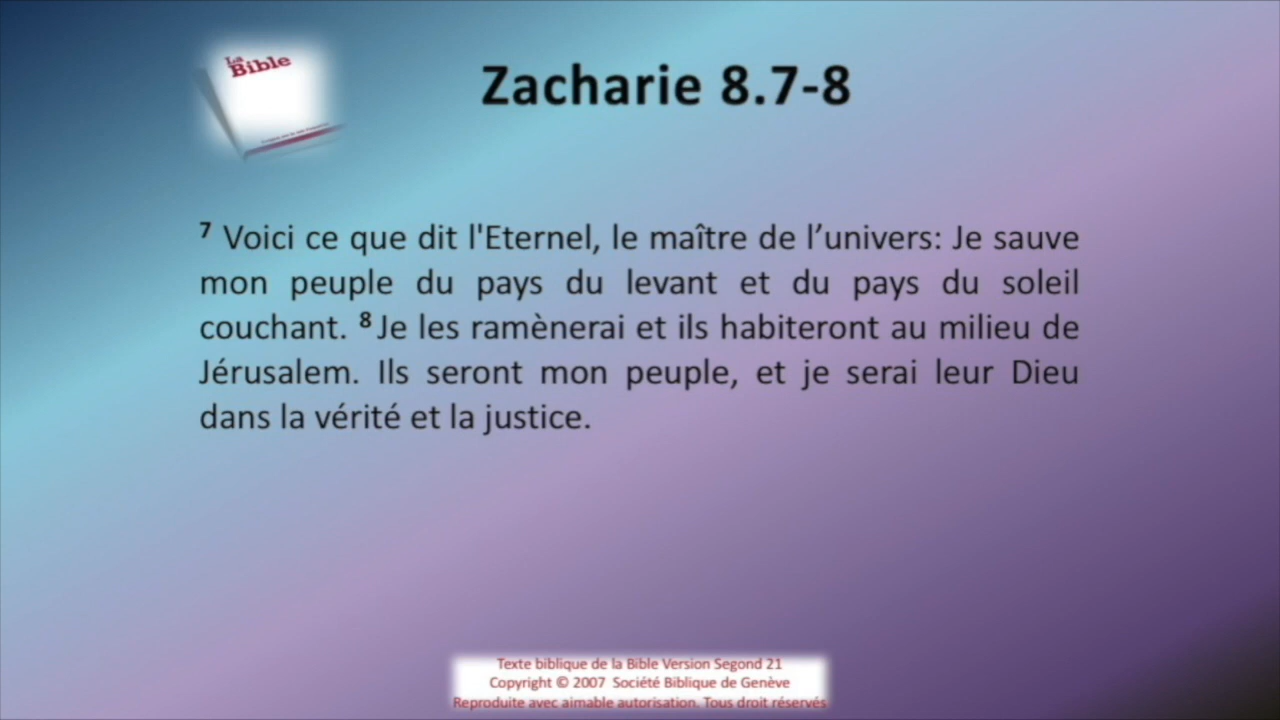 La
Bible
Zacharie 8.7-8
7 Voici ce que dit l'Eternel, le maître de l’univers: Je sauve
mon peuple du pays du levant et du pays du soleil
couchant. 8 Je les ramènerai et ils habiteront au milieu de
Jérusalem. Ils seront mon peuple, et je serai leur Dieu
dans la vérité et la justice.
Texte biblique de la Bible Version Segond 21
Copyright © 2007 Société Biblique de Genève
Reproduite avec aimable autorisation. Tous droit réservés